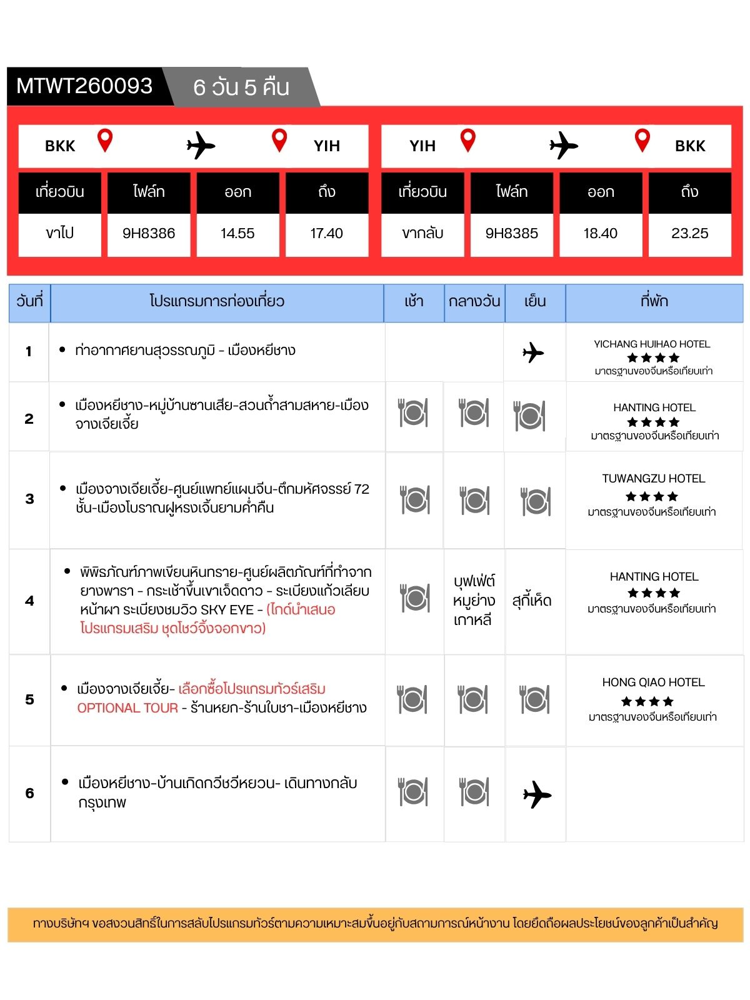 MTWT260093 6 วัน 5 คืน
BKK YIH YIH BKK
เที่ยวบิน ไฟล์ท ออก ถึง เที่ยวบิน ไฟล์ท ออก ถึง
ขาไป 9H8386 14.55 17.40 ขากลับ 9H8385 18.40 23.25
วันที่ โปรแกรมการท่องเที่ยว เช้า กลางวัน เย็น ที่พัก
1
• ท่าอากาศยานสุวรรณภูมิ - เมืองหยีชาง
YICHANG HUIHAO HOTEL
★★★★
มาตรฐานของจีนหรือเทียบเท่า
2
• เมืองหยีชาง-หมู่บ้านซานเสีย-สวนถ้ำสามสหาย-เมือง
จางเจียเจี้ย
HANTING HOTEL
★★★★
มาตรฐานของจีนหรือเทียบเท่า
3
• เมืองจางเจียเจี้ย-ศูนย์แพทย์แผนจีน-ตึกมหัศจรรย์ 72
ชั้น-เมืองโบราณฝูหรงเจิ้นยามค่ำคืน
TUWANGZU HOTEL
★★★★
มาตรฐานของจีนหรือเทียบเท่า
4
• พิพิธภัณฑ์ภาพเขียนหินทราย-ศูนย์ผลิตภัณฑ์ที่ทำจาก
ยางพารา - กระเช้าขึ้นเขาเจ็ดดาว - ระเบียงแก้วเลียบ
หน้าผา ระเบียงชมวิว SKY EYE - (ไกด์นำเสนอ
โปรแกรมเสริม ชุดโชว์จิ้งจอกขาว)
บุฟเฟ่ต์
หมูย่าง
เกาหลี
สุกี้เห็ด
HANTING HOTEL
★★★★
มาตรฐานของจีนหรือเทียบเท่า
5
• เมืองจางเจียเจี้ย- เลือกซื้อโปรแกรมทัวร์เสริม
OPTIONAL TOUR - ร้านหยก-ร้านใบชา-เมืองหยีชาง
HONG QIAO HOTEL
★★★★
มาตรฐานของจีนหรือเทียบเท่า
6
• เมืองหยีชาง-บ้านเกิดกวีชวีหยวน- เดินทางกลับ
กรุงเทพ
ทางบริษัทฯ ขอสงวนสิทธิ์ในการสลับโปรแกรมทัวร์ตามความเหมาะสมขึ้นอยู่กับสถามการณ์หน้างาน โดยยึดถือผลประโยชน์ของลูกค้าเป็นสำคัญ